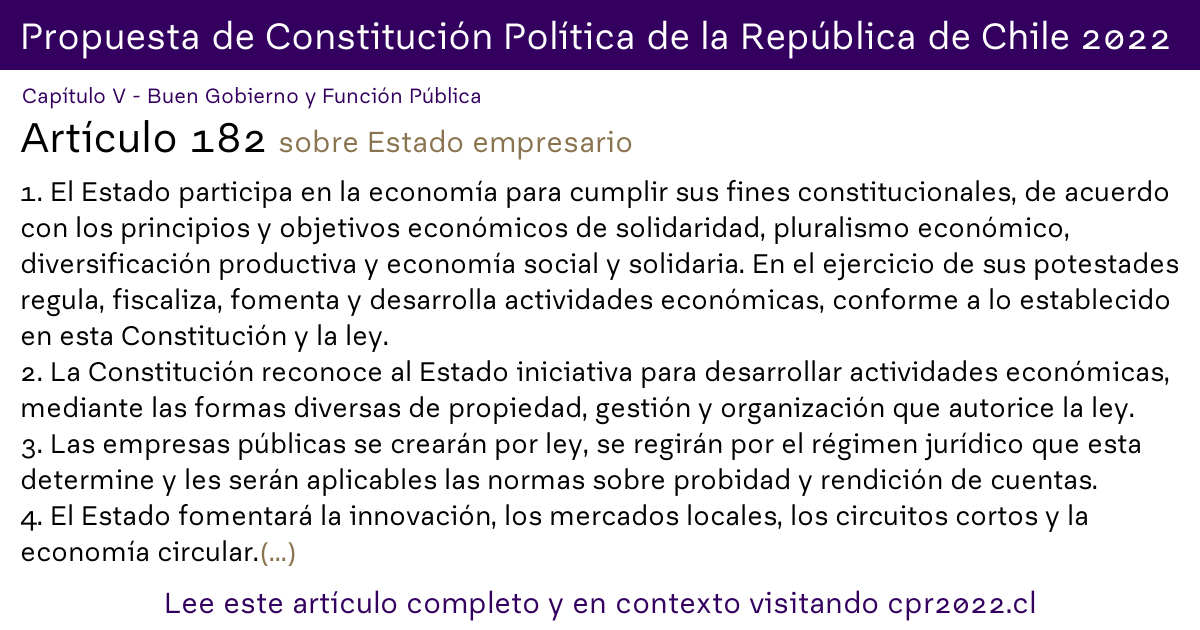 Propuesta de Constitución Política de la República de Chile 2022
Capítulo V - Buen Gobierno y Función Pública
Artículo 182 sobre Estado empresario
1. El Estado participa en la economía para cumplir sus fines constitucionales, de acuerdo
con los principios y objetivos económicos de solidaridad, pluralismo económico,
diversificación productiva y economía social y solidaria. En el ejercicio de sus potestades
regula, fiscaliza, fomenta y desarrolla actividades económicas, conforme a lo establecido
en esta Constitución y la ley.
2. La Constitución reconoce al Estado iniciativa para desarrollar actividades económicas,
mediante las formas diversas de propiedad, gestión y organización que autorice la ley.
3. Las empresas públicas se crearán por ley, se regirán por el régimen jurídico que esta
determine y les serán aplicables las normas sobre probidad y rendición de cuentas.
4. El Estado fomentará la innovación, los mercados locales, los circuitos cortos y la
economía circular.(...)
Lee este artículo completo y en contexto visitando cpr2022.cl